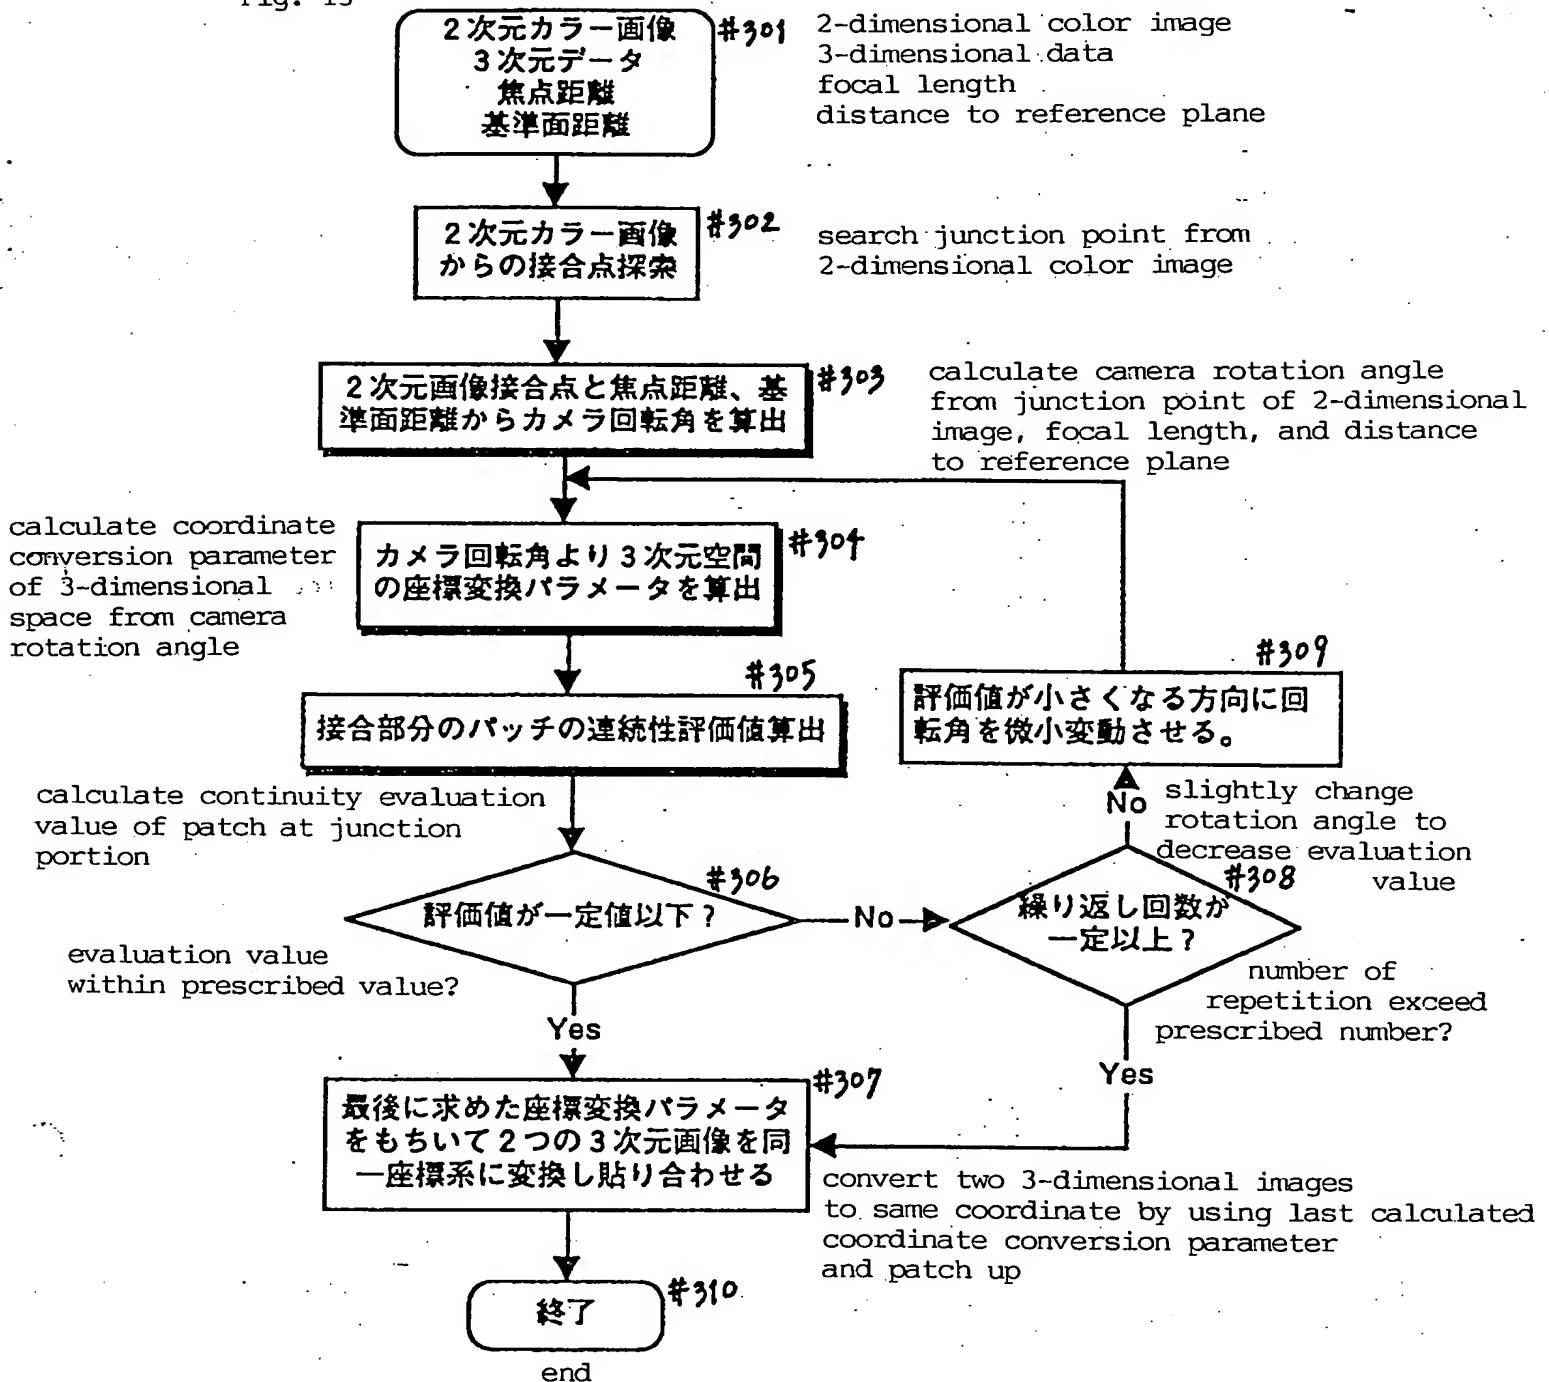 Fig. 13
2次元カラー画像
3次元データ
焦点距離
基準面距離
#301
2-dimensional color image
3-dimensional data
focal length
distance to reference plane
2次元カラー画像
からの接合点探索
#302
search junction point from
2-dimensional color image
2次元画像接合点と焦点距離、基
準面距離からカメラ回転角を算出
#303
calculate camera rotation angle
from junction point of 2-dimensional
image, focal length, and distance
to reference plane
calculate coordinate
conversion parameter
of 3-dimensional
space from camera
rotation angle
カメラ回転角より3次元空間
の座標変換パラメータを算出
#304
#305
接合部分のパッチの連続性評価値算出
calculate continuity evaluation
value of patch at junction
portion
#309
評価値が小さくなる方向に回
転角を微小変動させる。
No
slightly change
rotation angle to
decrease evaluation
value
#306
評価値が一定値以下?
No
evaluation value
within prescribed value?
Yes
#308
繰り返し回数が
一定以上?
number of
repetition exceed
prescribed number?
Yes
#307
最後に求めた座標変換パラメータ
をもちいて2つの3次元画像を同
一座標系に変換し貼り合わせる
convert two 3-dimensional images
to same coordinate by using last calculated
coordinate conversion parameter
and patch up
終了
#310
end